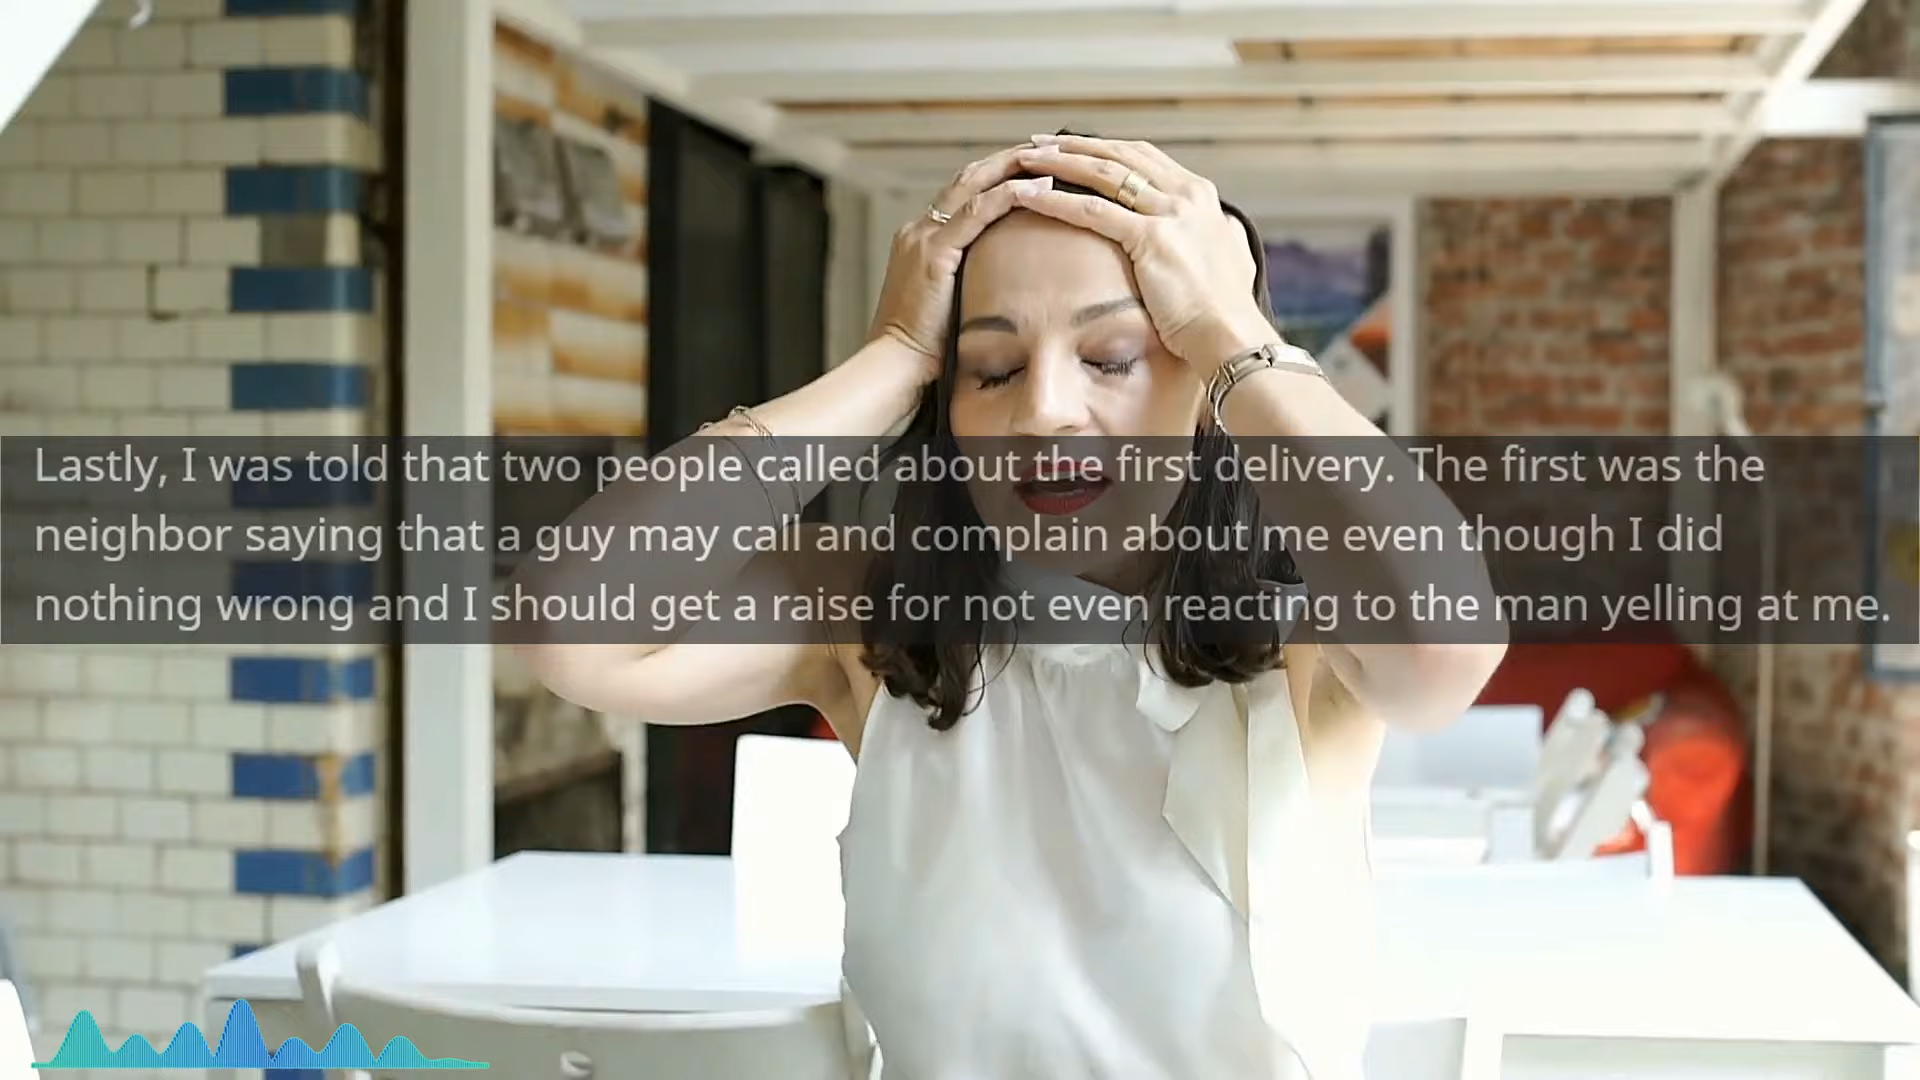 Lastly, I was told that two people called about the first delivery. The first was the
neighbor saying that a guy may call and complain about me even though I did
nothing wrong and I should get a raise for not even reacting to the man yelling at me.